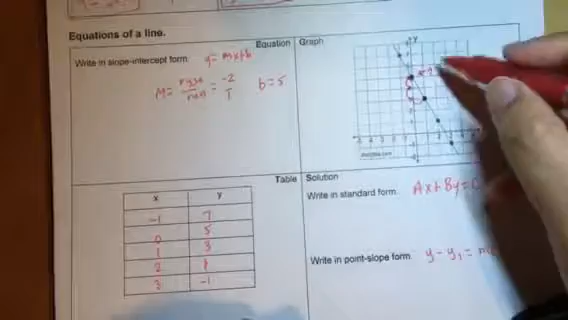 Equations of a line.
Equation
Graph
Write in slope-intercept form. y = mx+b
M = rise/run = -2/1 b = 5
Table
x y
-1 7
0 5
1 3
2 1
3 -1
Solution
Write in standard form. Ax + By = C
Write in point-slope form. y - y₁ =